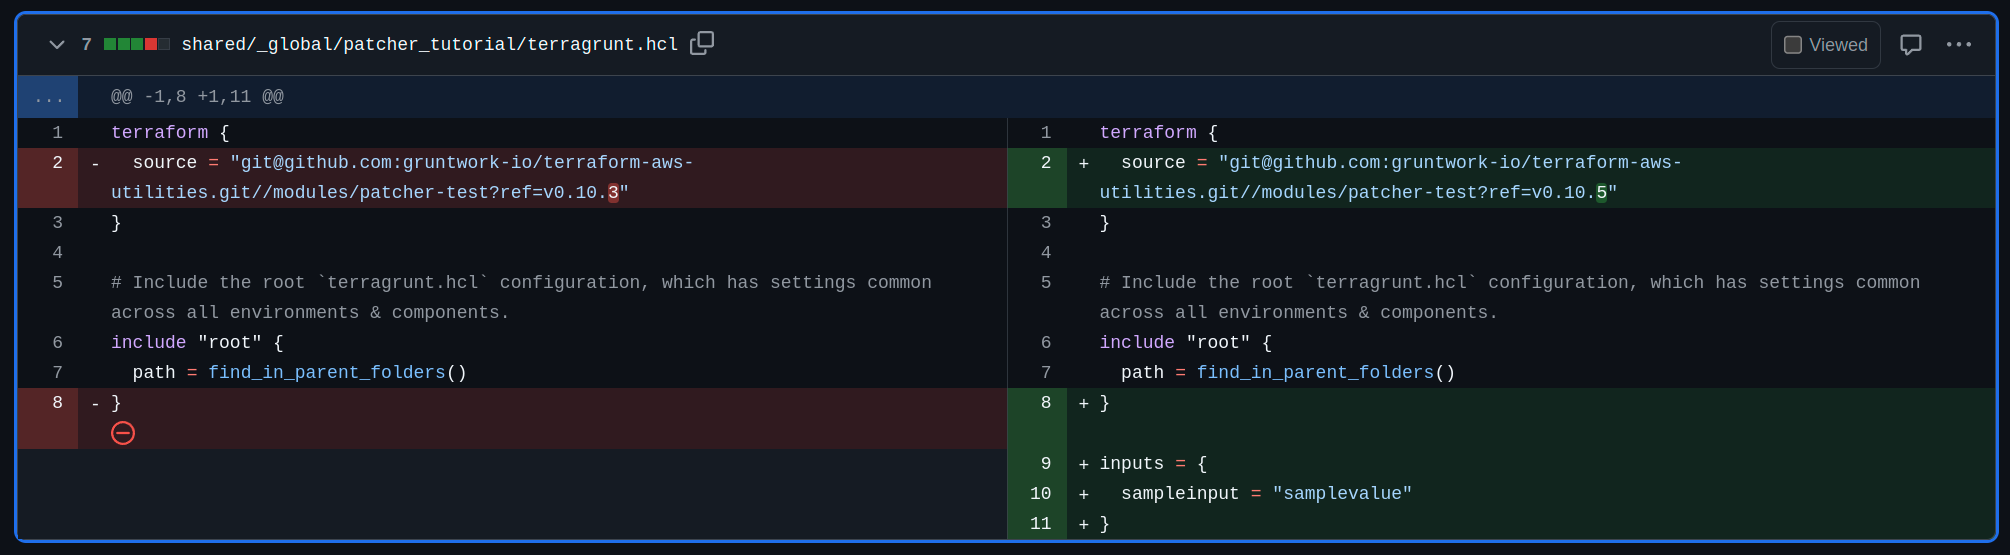 7 shared/_global/patcher_tutorial/terragrunt.hcl Viewed
... @@ -1,8 +1,11 @@
1 terraform {
2 - source = "git@github.com:gruntwork-io/terraform-aws-
utilities.git//modules/patcher-test?ref=v0.10.3"
3 }
4
5 # Include the root `terragrunt.hcl` configuration, which has settings common
across all environments & components.
6 include "root" {
7 path = find_in_parent_folders()
8 - }
1 terraform {
2 + source = "git@github.com:gruntwork-io/terraform-aws-
utilities.git//modules/patcher-test?ref=v0.10.5"
3 }
4
5 # Include the root `terragrunt.hcl` configuration, which has settings common
across all environments & components.
6 include "root" {
7 path = find_in_parent_folders()
8 + }
9 + inputs = {
10 + sampleinput = "samplevalue"
11 + }